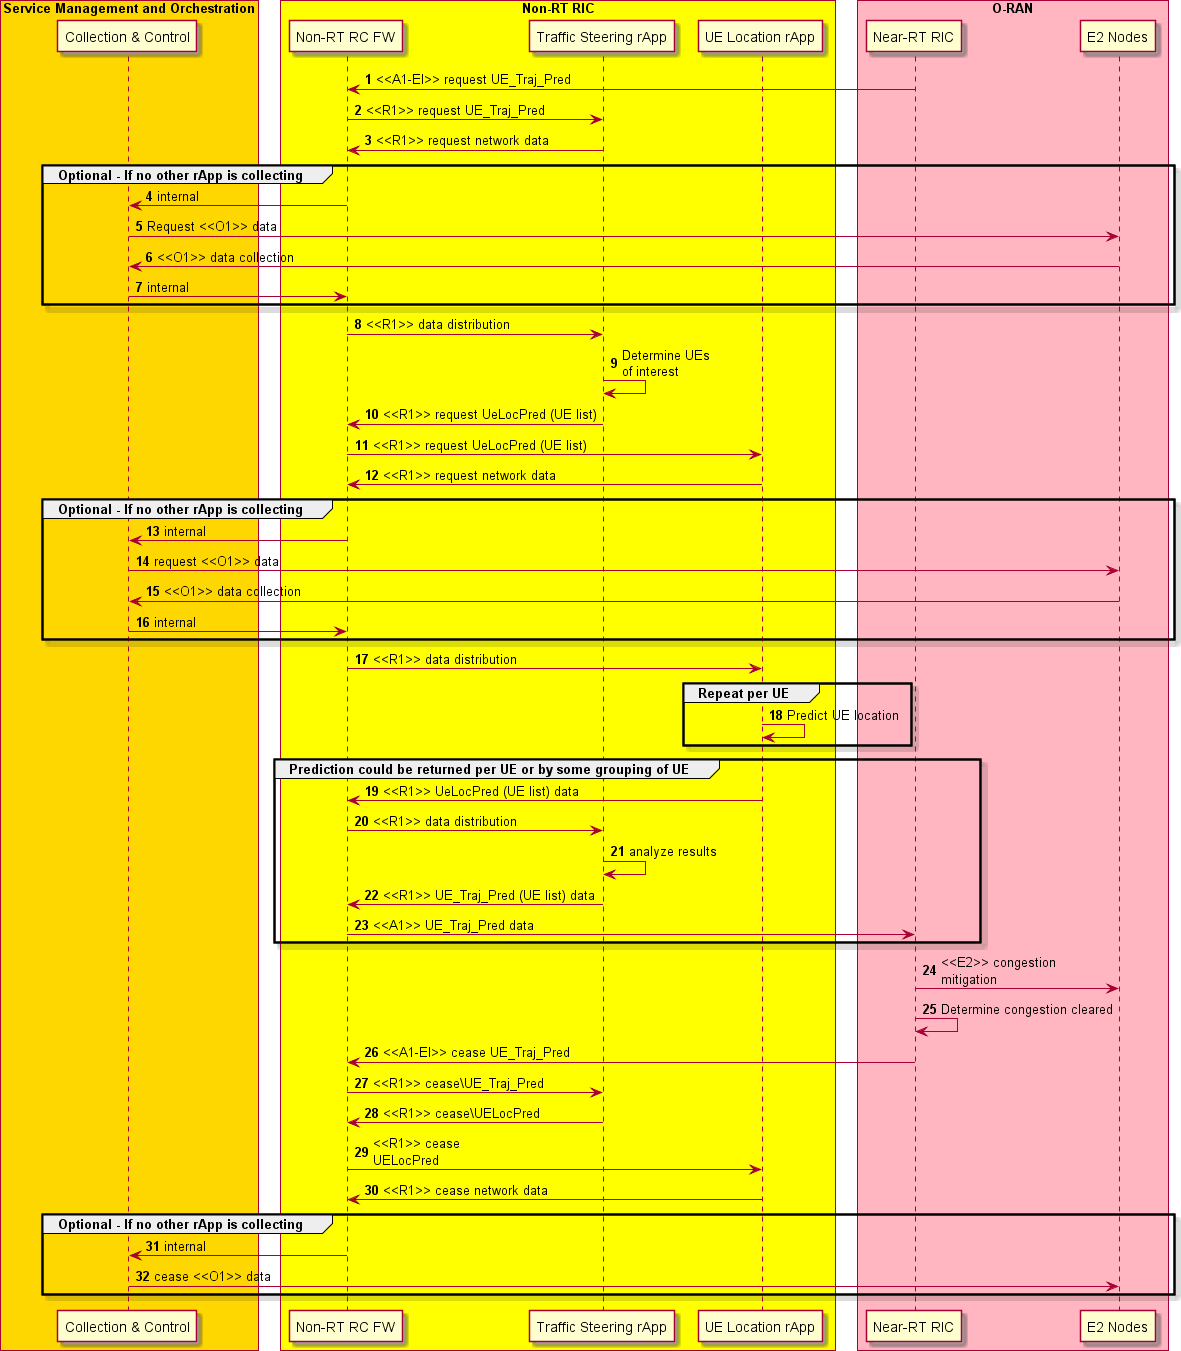 Service Management and Orchestration
Non-RT RIC
O-RAN
Collection & Control
Non-RT RC FW
Traffic Steering rApp
UE Location rApp
Near-RT RIC
E2 Nodes
1 <<A1-EI>> request UE_Traj_Pred
2 <<R1>> request UE_Traj_Pred
3 <<R1>> request network data
Optional - If no other rApp is collecting
4 internal
5 Request <<O1>> data
6 <<O1>> data collection
7 internal
8 <<R1>> data distribution
9 Determine UEs
of interest
10 <<R1>> request UeLocPred (UE list)
11 <<R1>> request UeLocPred (UE list)
12 <<R1>> request network data
Optional - If no other rApp is collecting
13 internal
14 request <<O1>> data
15 <<O1>> data collection
16 internal
17 <<R1>> data distribution
Repeat per UE
18 Predict UE location
Prediction could be returned per UE or by some grouping of UE
19 <<R1>> UeLocPred (UE list) data
20 <<R1>> data distribution
21 analyze results
22 <<R1>> UE_Traj_Pred (UE list) data
23 <<A1>> UE_Traj_Pred data
24 <<E2>> congestion
mitigation
25 Determine congestion cleared
26 <<A1-EI>> cease UE_Traj_Pred
27 <<R1>> cease\UE_Traj_Pred
28 <<R1>> cease\UELocPred
29 <<R1>> cease
UELocPred
30 <<R1>> cease network data
Optional - If no other rApp is collecting
31 internal
32 cease <<O1>> data
Collection & Control
Non-RT RC FW
Traffic Steering rApp
UE Location rApp
Near-RT RIC
E2 Nodes